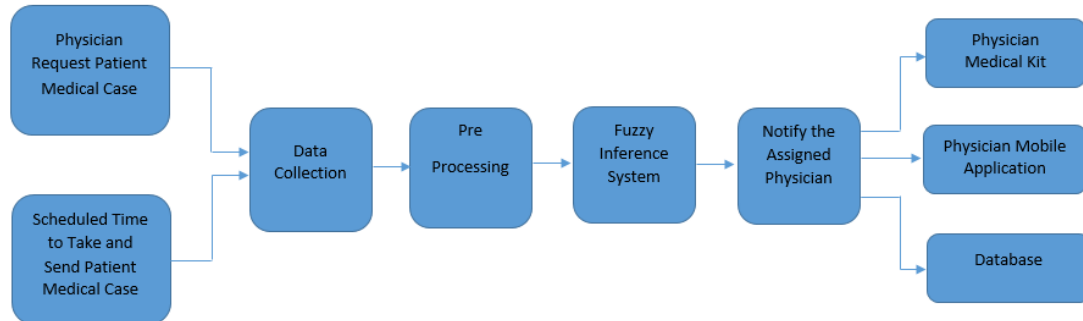 Physician
Request Patient
Medical Case
Scheduled Time
to Take and
Send Patient
Medical Case
Data
Collection
Pre
Processing
Fuzzy
Inference
System
Notify the
Assigned
Physician
Physician
Medical Kit
Physician Mobile
Application
Database